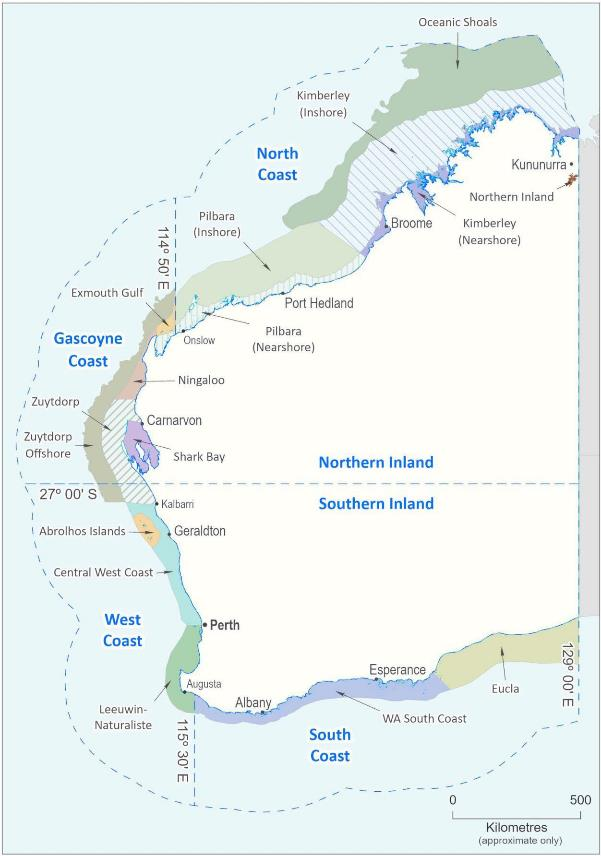 Oceanic Shoals
Kimberley
(Inshore)
North
Coast
Kununurra
Northern Inland
Pilbara
(Inshore)
Broome
Kimberley
(Nearshore)
114° 50' E
Exmouth Gulf
Port Hedland
Onslow
Pilbara
(Nearshore)
Gascoyne
Coast
Ningaloo
Zuytdorp
Carnarvon
Zuytdorp
Offshore
Shark Bay
Northern Inland
27° 00' S
Southern Inland
Kalbarri
Abrolhos Islands
Geraldton
Central West Coast
West
Coast
Perth
129° 00' E
Esperance
Augusta
Eucla
Albany
Leeuwin-
Naturaliste
WA South Coast
115° 30' E
South
Coast
0
500
Kilometres
(approximate only)